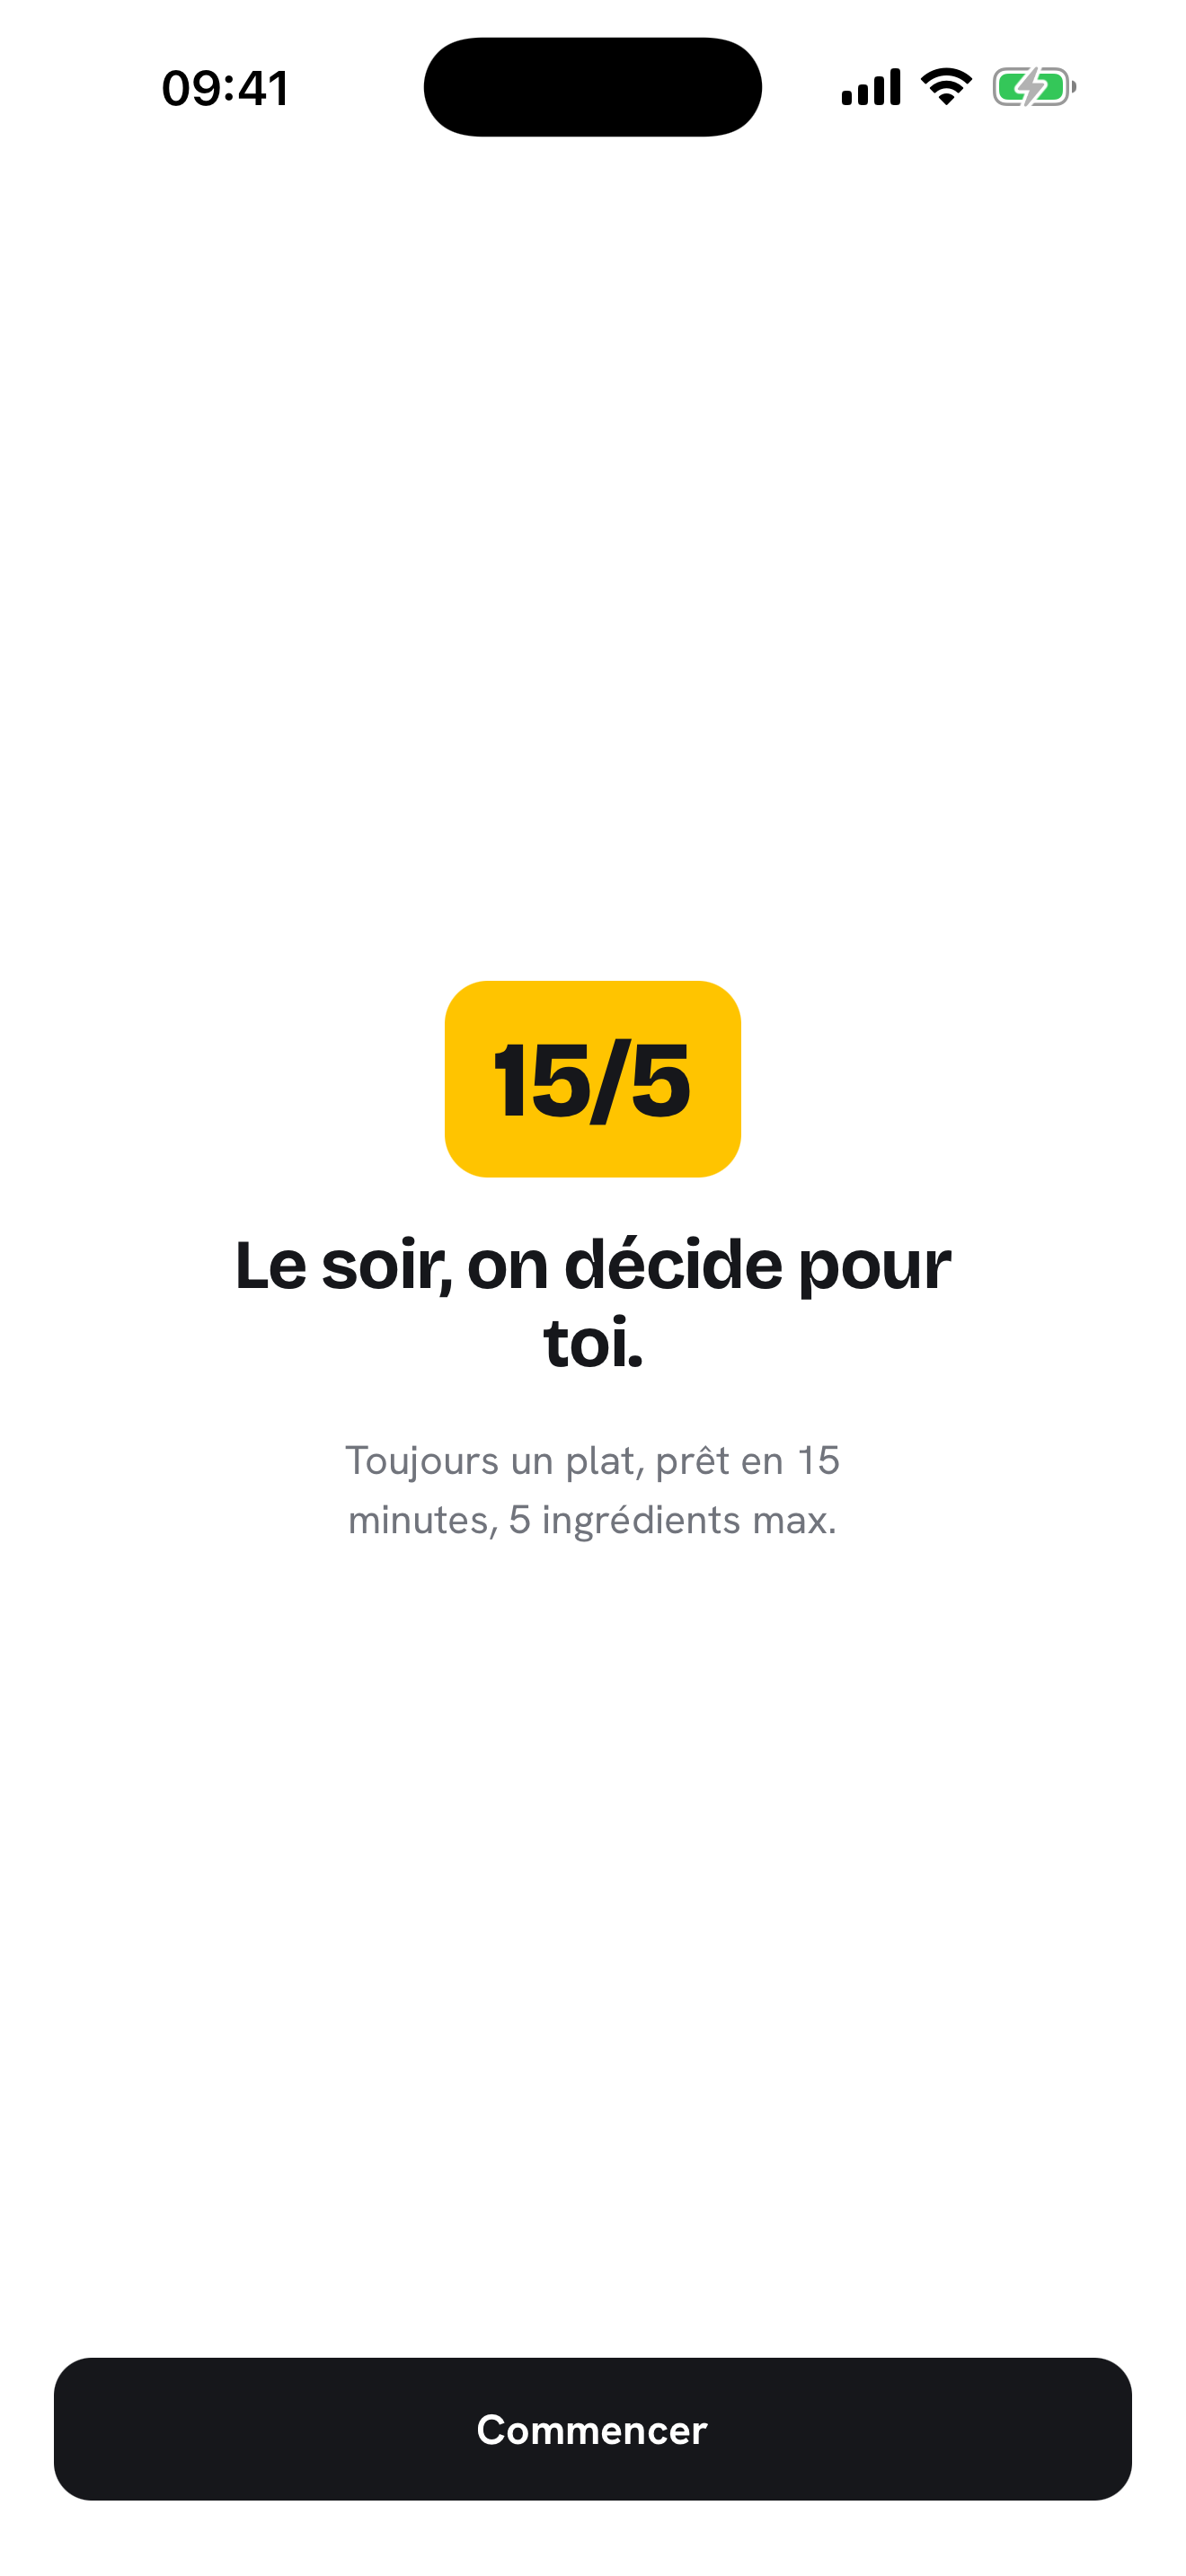 09:41
15/5
Le soir, on décide pour
toi.
Toujours un plat, prêt en 15
minutes, 5 ingrédients max.
Commencer